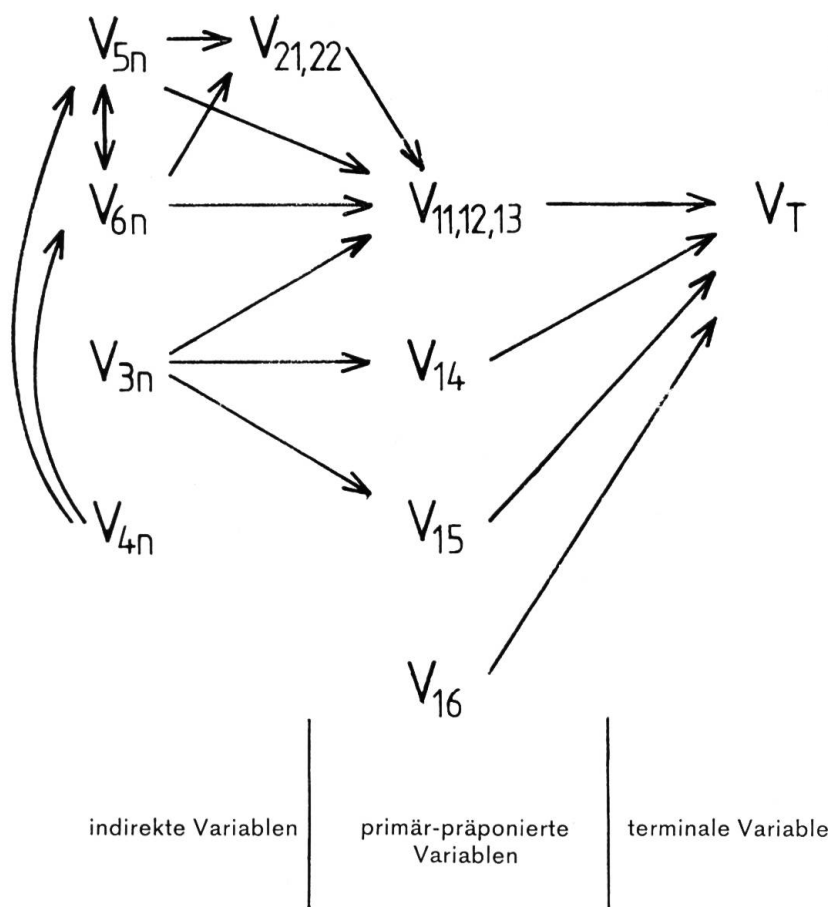 V5n V21,22
V6n V11,12,13 VT
V3n V14
V4n V15
V16
indirekte Variablen primär-präponierte terminale Variable
Variablen